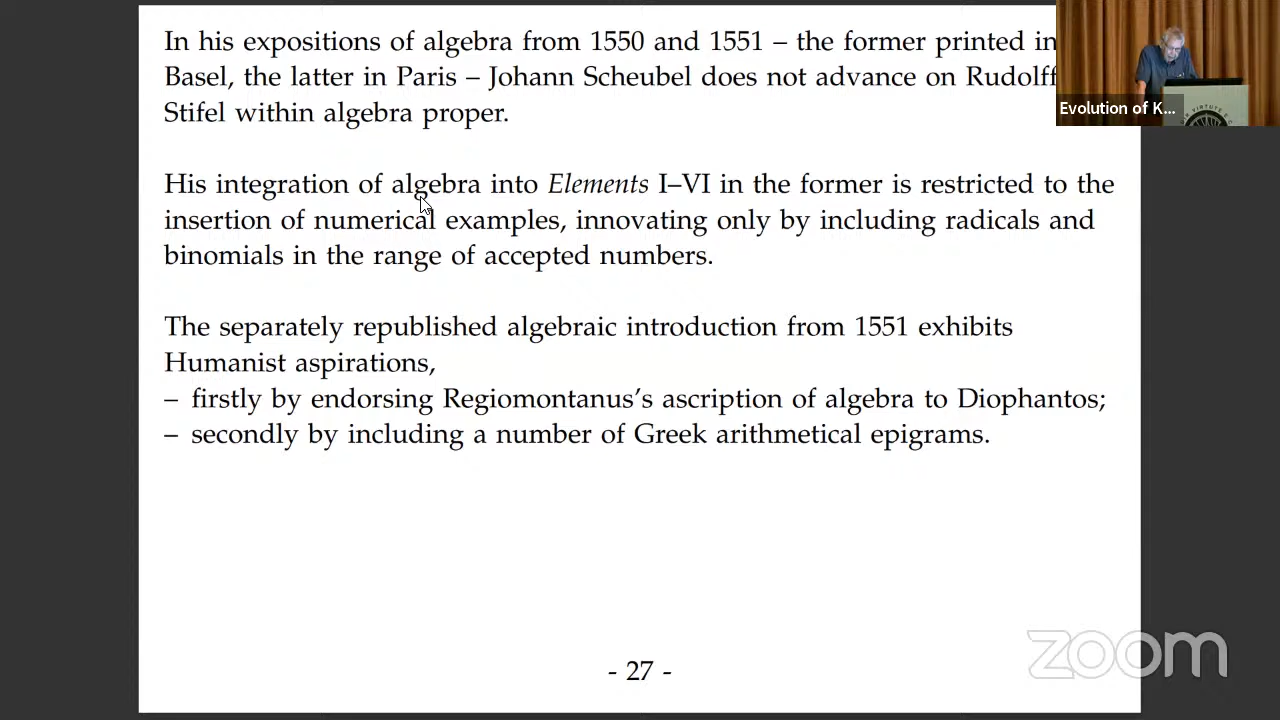 In his expositions of algebra from 1550 and 1551 – the former printed in
Basel, the latter in Paris – Johann Scheubel does not advance on Rudolff
Stifel within algebra proper.
His integration of algebra into Elements I–VI in the former is restricted to the
insertion of numerical examples, innovating only by including radicals and
binomials in the range of accepted numbers.
The separately republished algebraic introduction from 1551 exhibits
Humanist aspirations,
– firstly by endorsing Regiomontanus's ascription of algebra to Diophantos;
– secondly by including a number of Greek arithmetical epigrams.
- 27 -
Evolution of K...
zoom